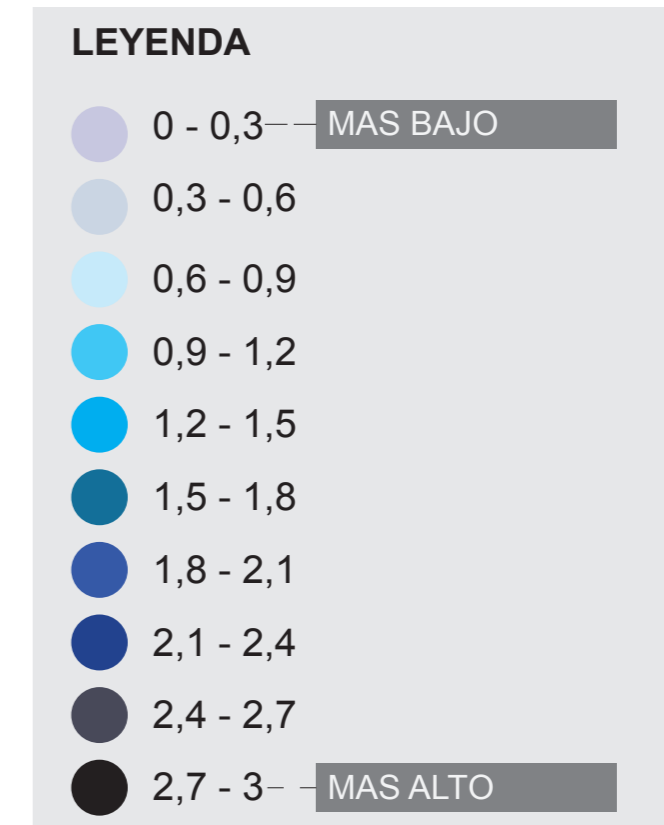 LEYENDA
0 - 0,3 MAS BAJO
0,3 - 0,6
0,6 - 0,9
0,9 - 1,2
1,2 - 1,5
1,5 - 1,8
1,8 - 2,1
2,1 - 2,4
2,4 - 2,7
2,7 - 3 MAS ALTO